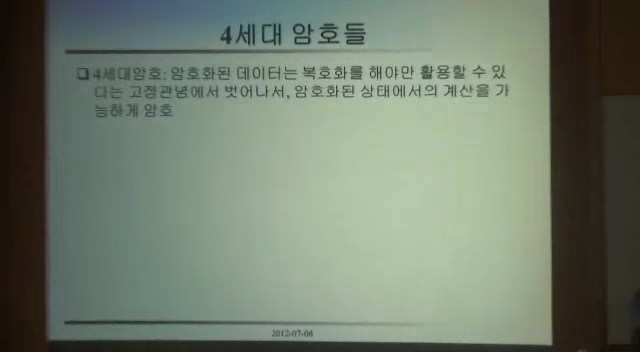 4세대 암호들
❑ 4세대암호: 암호화된 데이터는 복호화를 해야만 활용할 수 있
다는 고정관념에서 벗어나서, 암호화된 상태에서의 계산을 가
능하게 암호
2012-07-06